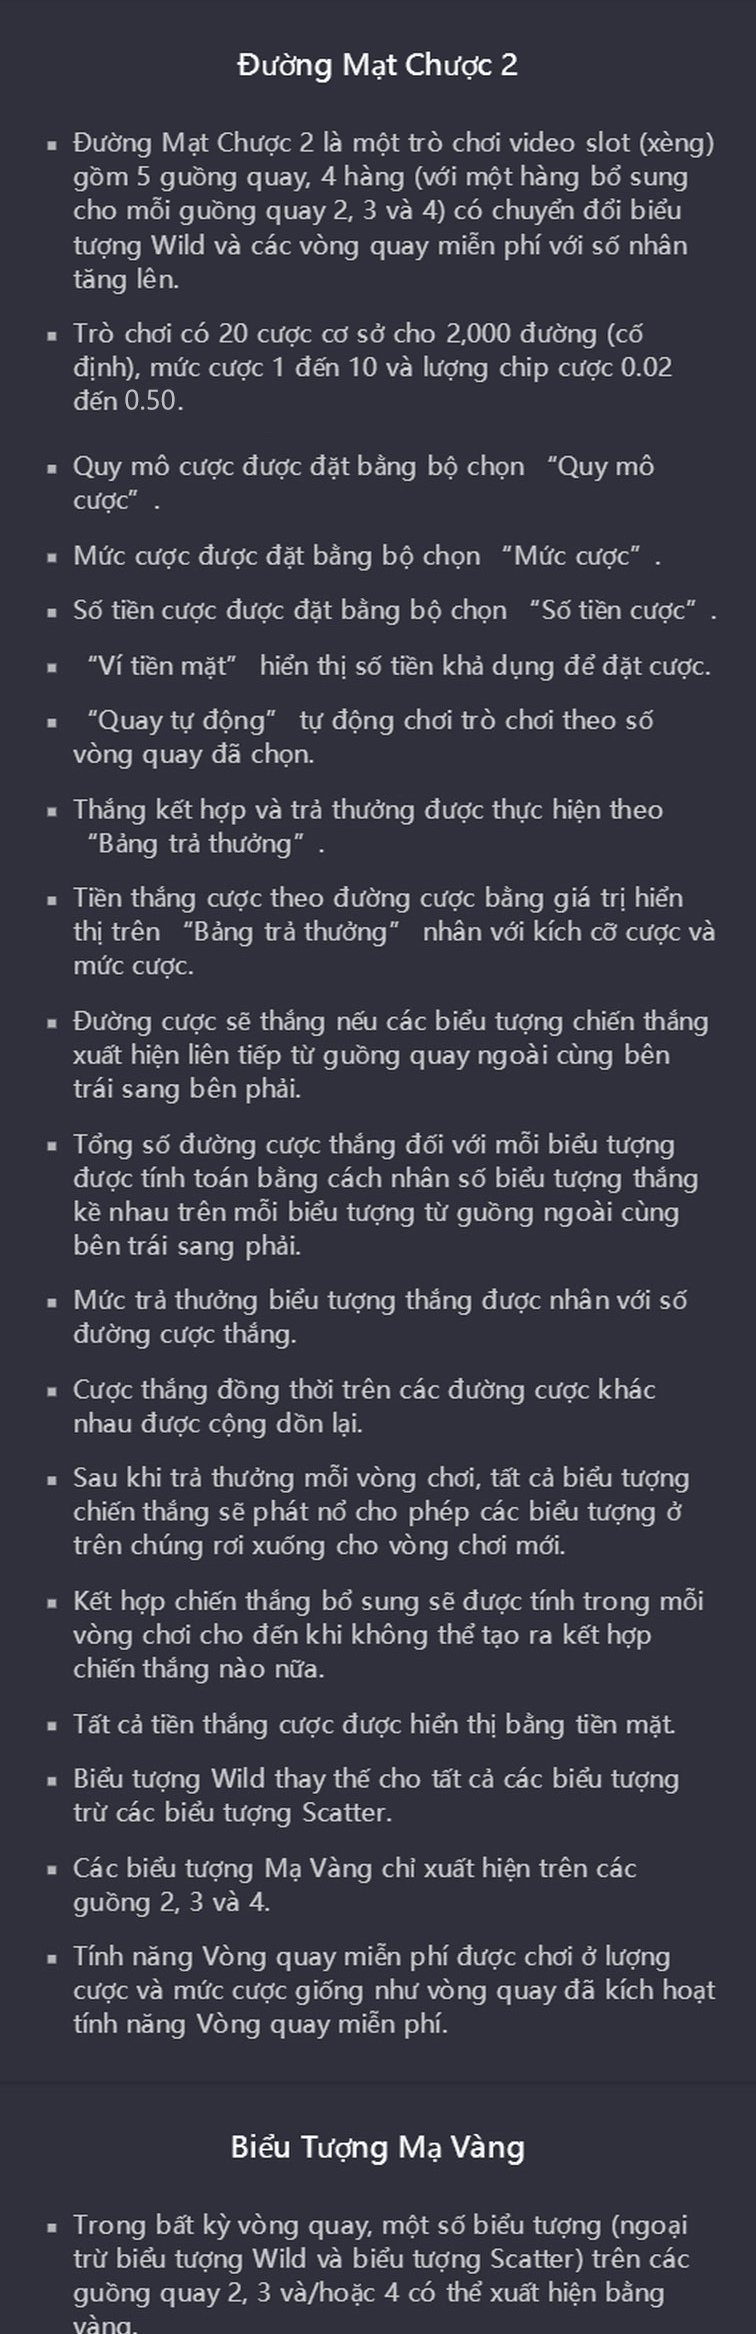 Đường Mạt Chược 2
▪ Đường Mạt Chược 2 là một trò chơi video slot (xèng)
gồm 5 guồng quay, 4 hàng (với một hàng bổ sung
cho mỗi guồng quay 2, 3 và 4) có chuyển đổi biểu
tượng Wild và các vòng quay miễn phí với số nhân
tăng lên.
▪ Trò chơi có 20 cược cơ sở cho 2,000 đường (cố
định), mức cược 1 đến 10 và lượng chip cược 0.02
đến 0.50.
▪ Quy mô cược được đặt bằng bộ chọn “Quy mô
cược” .
▪ Mức cược được đặt bằng bộ chọn “Mức cược” .
▪ Số tiền cược được đặt bằng bộ chọn “Số tiền cược” .
▪ “Ví tiền mặt” hiển thị số tiền khả dụng để đặt cược.
▪ “Quay tự động” tự động chơi trò chơi theo số
vòng quay đã chọn.
▪ Thắng kết hợp và trả thưởng được thực hiện theo
“Bảng trả thưởng” .
▪ Tiền thắng cược theo đường cược bằng giá trị hiển
thị trên “Bảng trả thưởng” nhân với kích cỡ cược và
mức cược.
▪ Đường cược sẽ thắng nếu các biểu tượng chiến thắng
xuất hiện liên tiếp từ guồng quay ngoài cùng bên
trái sang bên phải.
▪ Tổng số đường cược thắng đối với mỗi biểu tượng
được tính toán bằng cách nhân số biểu tượng thắng
kề nhau trên mỗi biểu tượng từ guồng ngoài cùng
bên trái sang phải.
▪ Mức trả thưởng biểu tượng thắng được nhân với số
đường cược thắng.
▪ Cược thắng đồng thời trên các đường cược khác
nhau được cộng dồn lại.
▪ Sau khi trả thưởng mỗi vòng chơi, tất cả biểu tượng
chiến thắng sẽ phát nổ cho phép các biểu tượng ở
trên chúng rơi xuống cho vòng chơi mới.
▪ Kết hợp chiến thắng bổ sung sẽ được tính trong mỗi
vòng chơi cho đến khi không thể tạo ra kết hợp
chiến thắng nào nữa.
▪ Tất cả tiền thắng cược được hiển thị bằng tiền mặt.
▪ Biểu tượng Wild thay thế cho tất cả các biểu tượng
trừ các biểu tượng Scatter.
▪ Các biểu tượng Mạ Vàng chỉ xuất hiện trên các
guồng 2, 3 và 4.
▪ Tính năng Vòng quay miễn phí được chơi ở lượng
cược và mức cược giống như vòng quay đã kích hoạt
tính năng Vòng quay miễn phí.
Biểu Tượng Mạ Vàng
▪ Trong bất kỳ vòng quay, một số biểu tượng (ngoại
trừ biểu tượng Wild và biểu tượng Scatter) trên các
guồng quay 2, 3 và/hoặc 4 có thể xuất hiện bằng
vàng.